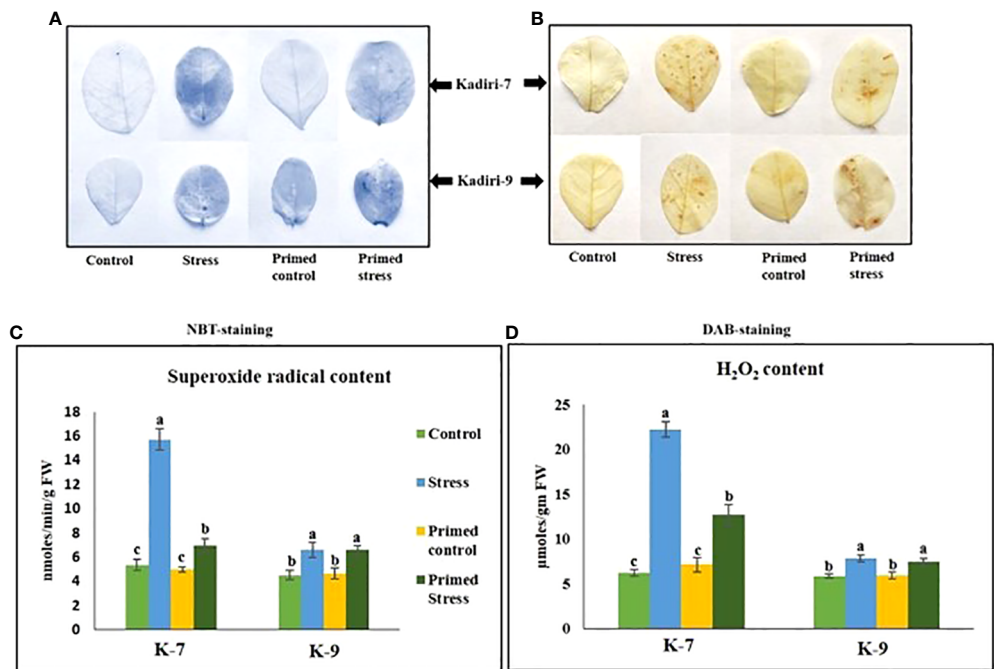 A
B
Kadiri-7
Kadiri-9
Control
Stress
Primed
control
Primed
stress
Control
Stress
Primed
control
Primed
stress
C
NBT-staining
D
DAB-staining
Superoxide radical content
18
16
14
12
10
8
6
4
2
0
nmoles/min/g FW
c
a
c
b
b
a
b
a
K-7
K-9
Control
Stress
Primed
control
Primed
Stress
H₂O₂ content
25
20
15
10
5
0
µmoles/gm FW
c
a
c
b
b
a
b
a
K-7
K-9